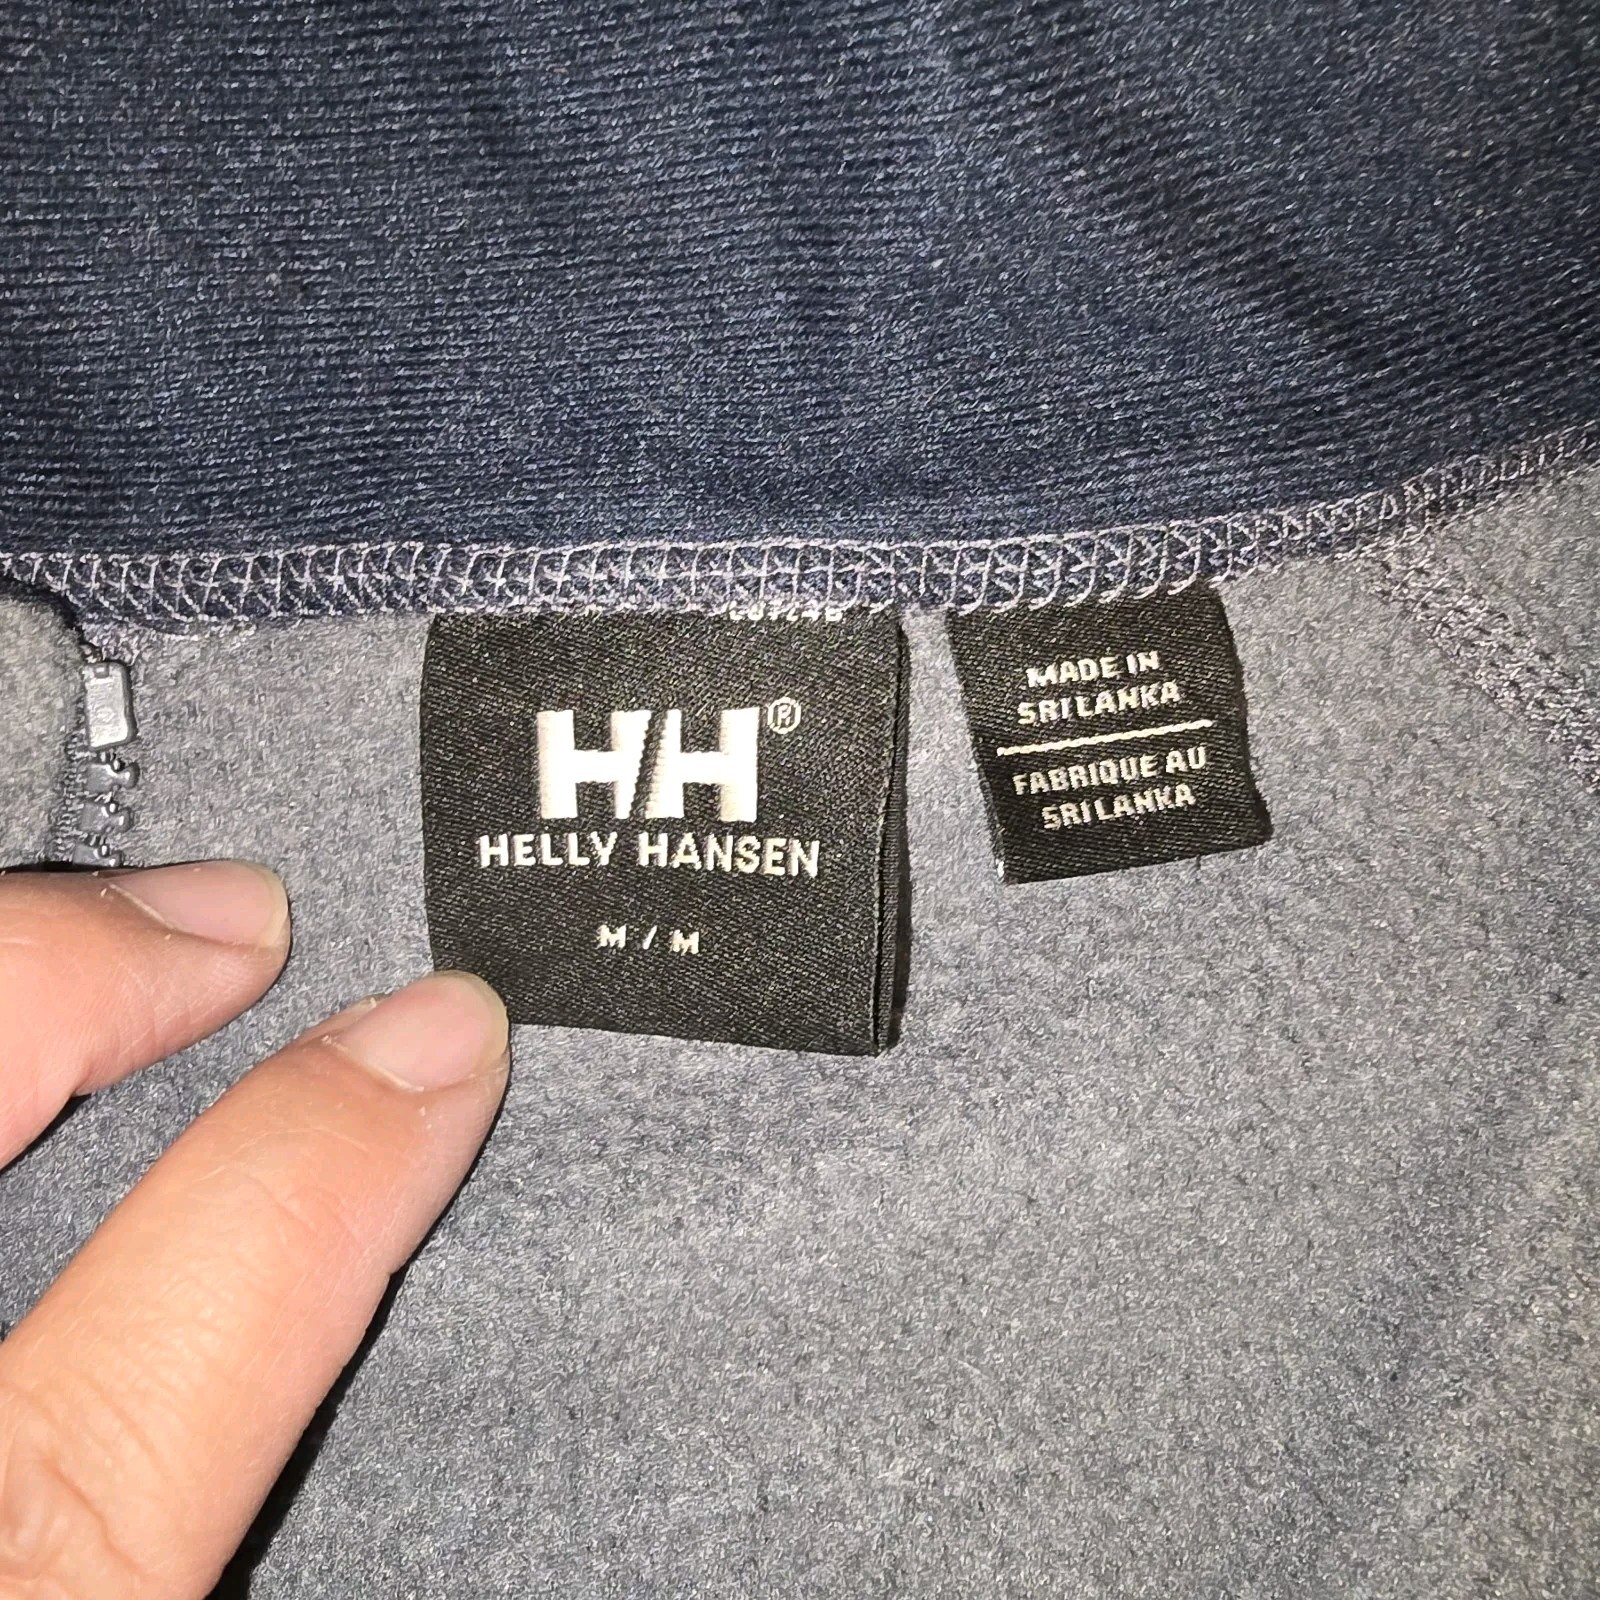 HH®
HELLY HANSEN
M / M
MADE IN
SRI LANKA
FABRIQUE AU
SRI LANKA